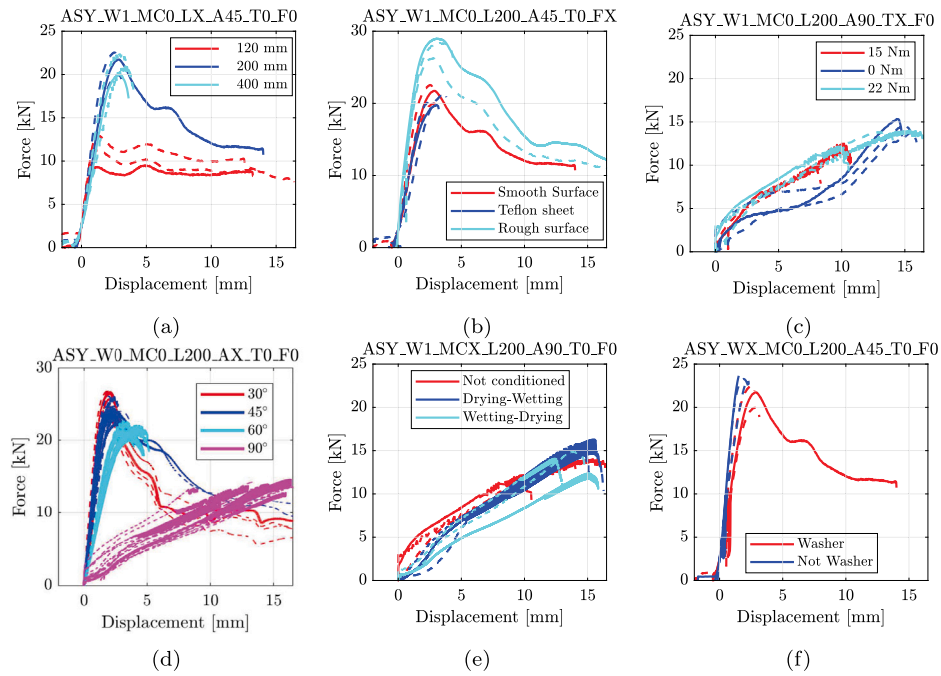 ASY_W1_MC0_LX_A45_T0_F0
25
20
15
10
5
0
0
5
10
15
Force [kN]
Displacement [mm]
120 mm
200 mm
400 mm
(a)
ASY_W1_MC0_L200_A45_T0_FX
30
25
20
15
10
5
0
0
5
10
15
Force [kN]
Displacement [mm]
Smooth Surface
Teflon sheet
Rough surface
(b)
ASY_W1_MC0_L200_A90_TX_F0
25
20
15
10
5
0
0
5
10
15
Force [kN]
Displacement [mm]
15 Nm
0 Nm
22 Nm
(c)
ASY_W0_MC0_L200_AX_T0_F0
30
20
10
0
0
5
10
15
Force [kN]
Displacement [mm]
30°
45°
60°
90°
(d)
ASY_W1_MCX_L200_A90_T0_F0
25
20
15
10
5
0
0
5
10
15
Force [kN]
Displacement [mm]
Not conditioned
Drying-Wetting
Wetting-Drying
(e)
ASY_WX_MC0_L200_A45_T0_F0
25
20
15
10
5
0
0
5
10
15
Force [kN]
Displacement [mm]
Washer
Not Washer
(f)